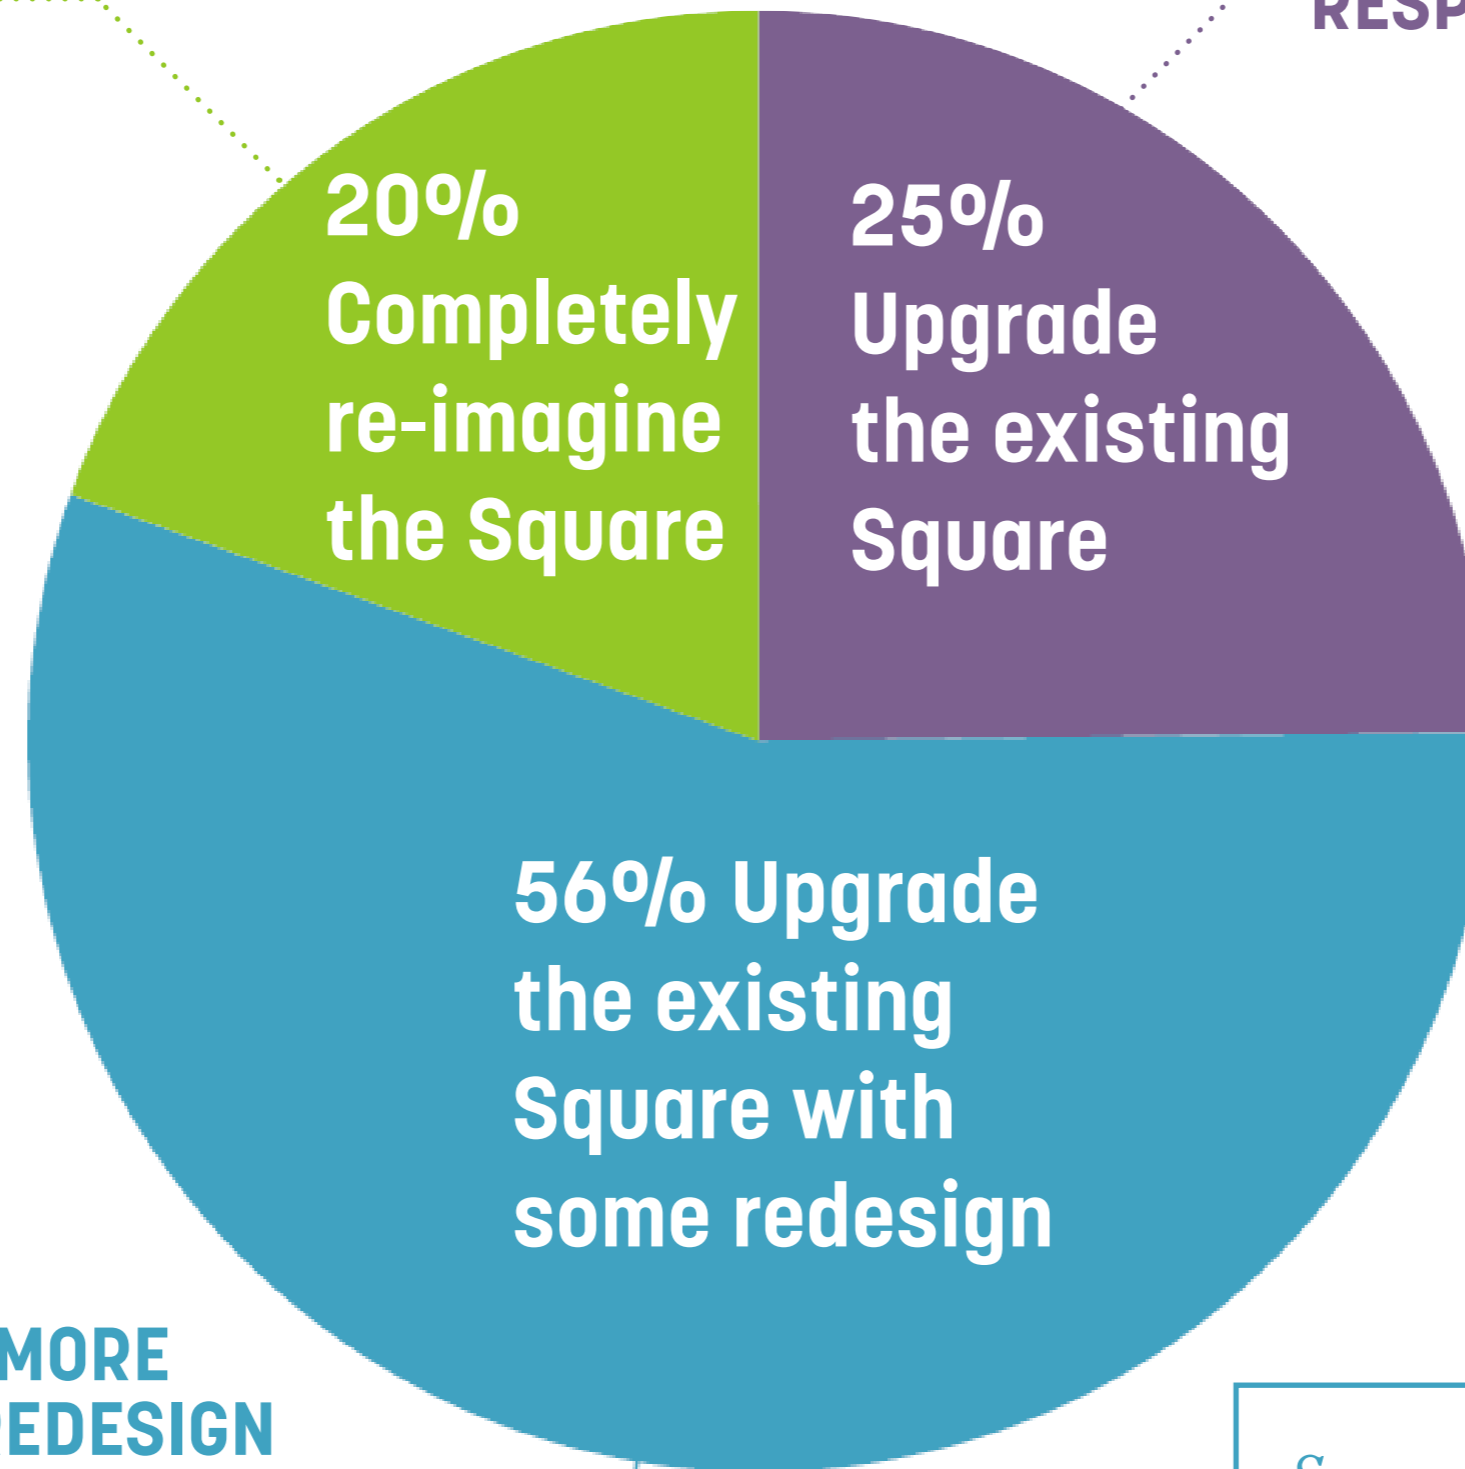 20%
Completely
re-imagine
the Square
25%
Upgrade
the existing
Square
56% Upgrade
the existing
Square with
some redesign
MORE
REDESIGN